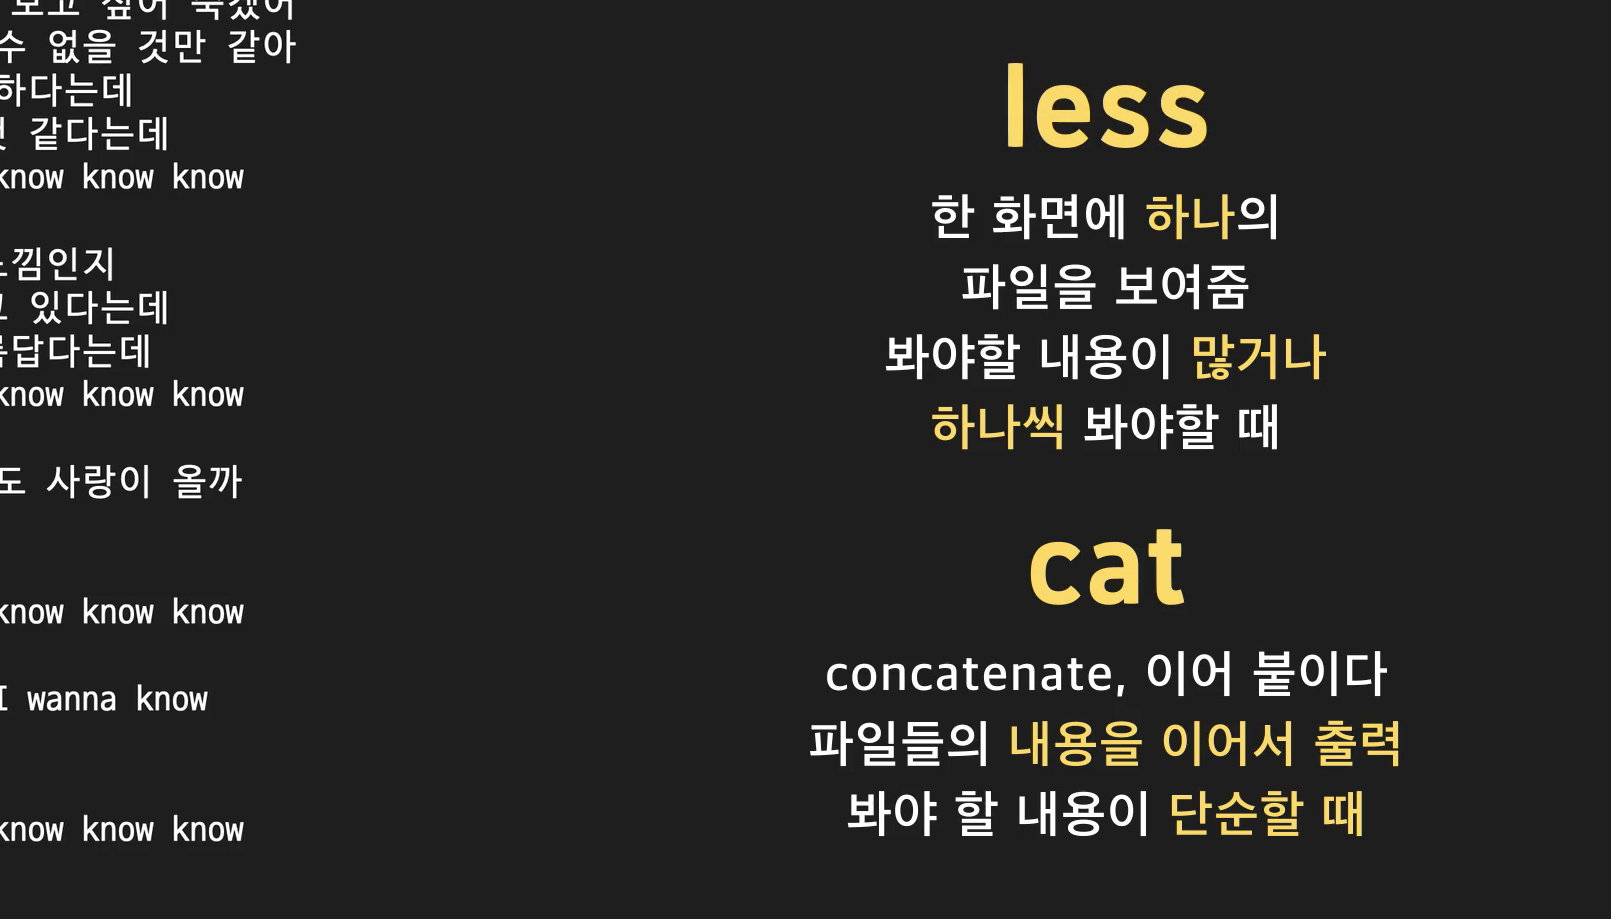 보고 싶어 죽겠어
수 없을 것만 같아
하다는데
같다는데
know know know
느낌인지
있다는데
름답다는데
know know know
도 사랑이 올까
know know know
I wanna know
know know know
less
한 화면에 하나의
파일을 보여줌
봐야할 내용이 많거나
하나씩 봐야할 때
cat
concatenate, 이어 붙이다
파일들의 내용을 이어서 출력
봐야 할 내용이 단순할 때